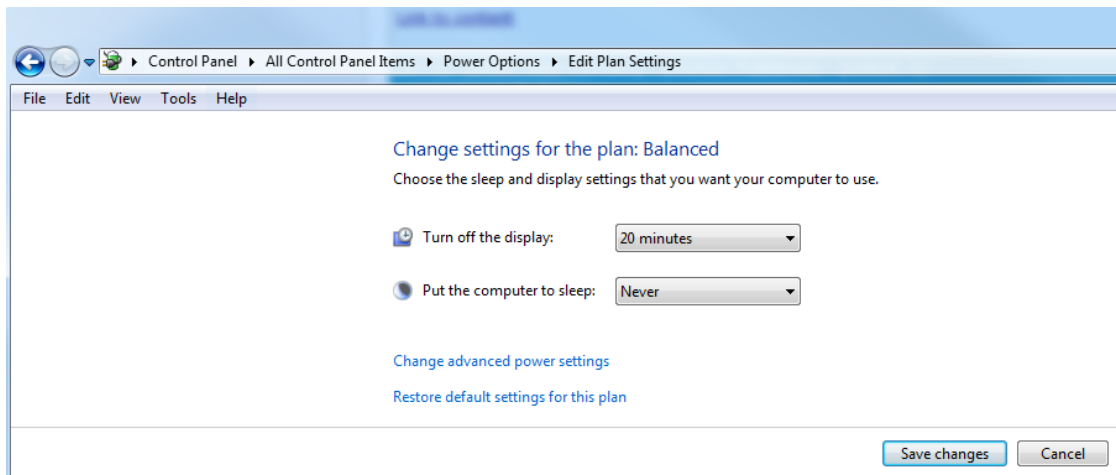 Link to content
Control Panel ▸ All Control Panel Items ▸ Power Options ▸ Edit Plan Settings
File Edit View Tools Help
Change settings for the plan: Balanced
Choose the sleep and display settings that you want your computer to use.
Turn off the display: 20 minutes
Put the computer to sleep: Never
Change advanced power settings
Restore default settings for this plan
Save changes Cancel